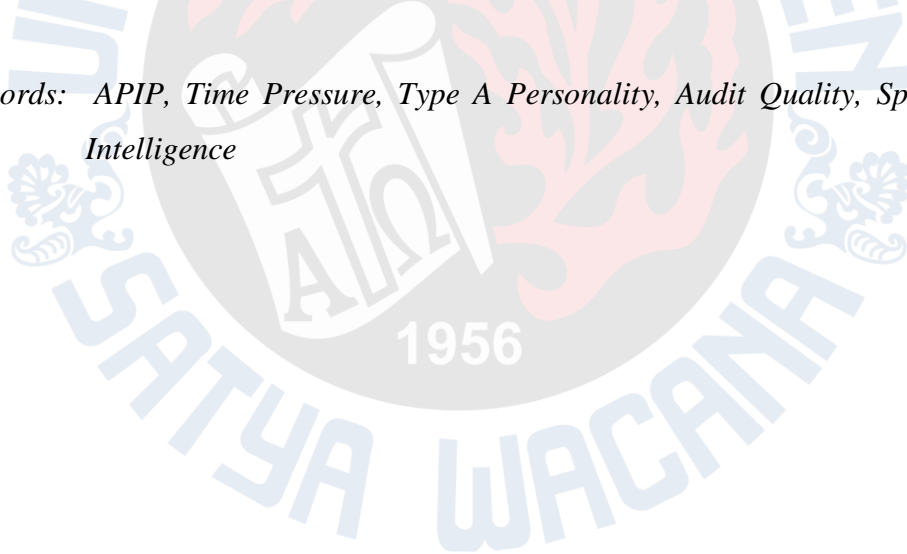 ords: APIP, Time Pressure, Type A Personality, Audit Quality, Sp
Intelligence
Α Ω
1956
SATYA WACANA